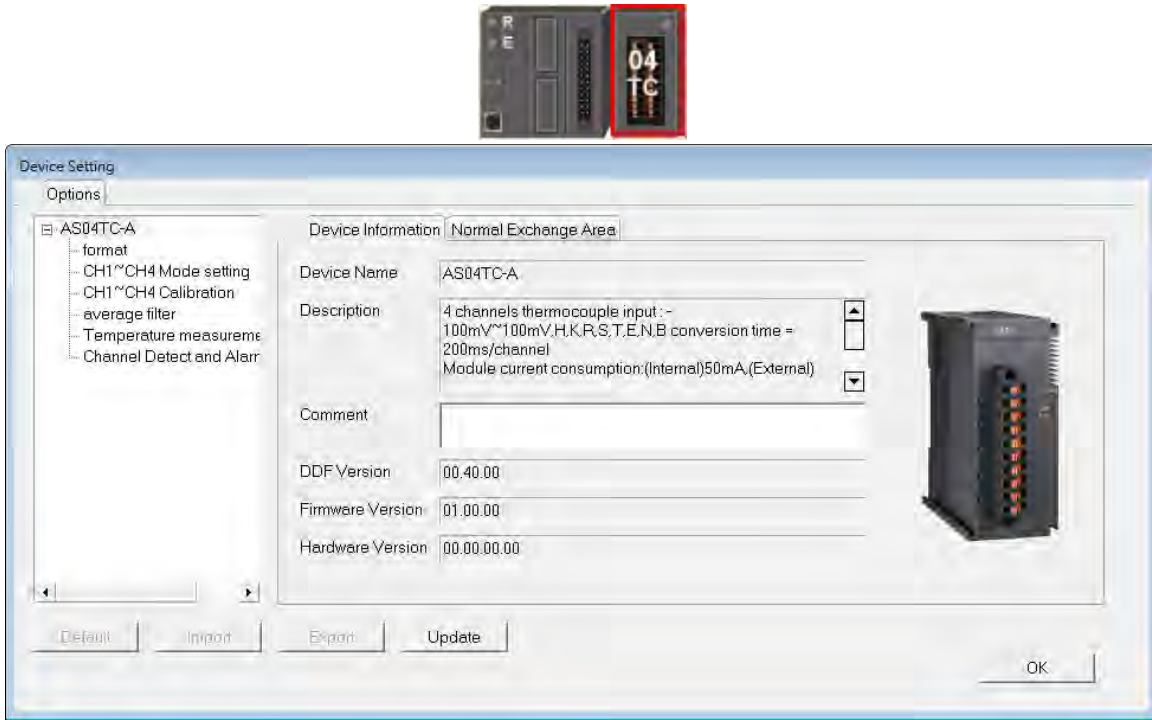 R
E
04
TC
Device Setting
Options
AS04TC-A
format
CH1~CH4 Mode setting
CH1~CH4 Calibration
average filter
Temperature measureme
Channel Detect and Alarr
Device Information Normal Exchange Area
Device Name AS04TC-A
Description 4 channels thermocouple input : -
100mV~100mV,H,K,R,S,T,E,N,B conversion time =
200ms/channel
Module current consumption:(Internal)50mA,(External)
Comment
DDF Version 00.40.00
Firmware Version 01.00.00
Hardware Version 00.00.00.00
Default Import Export Update
OK